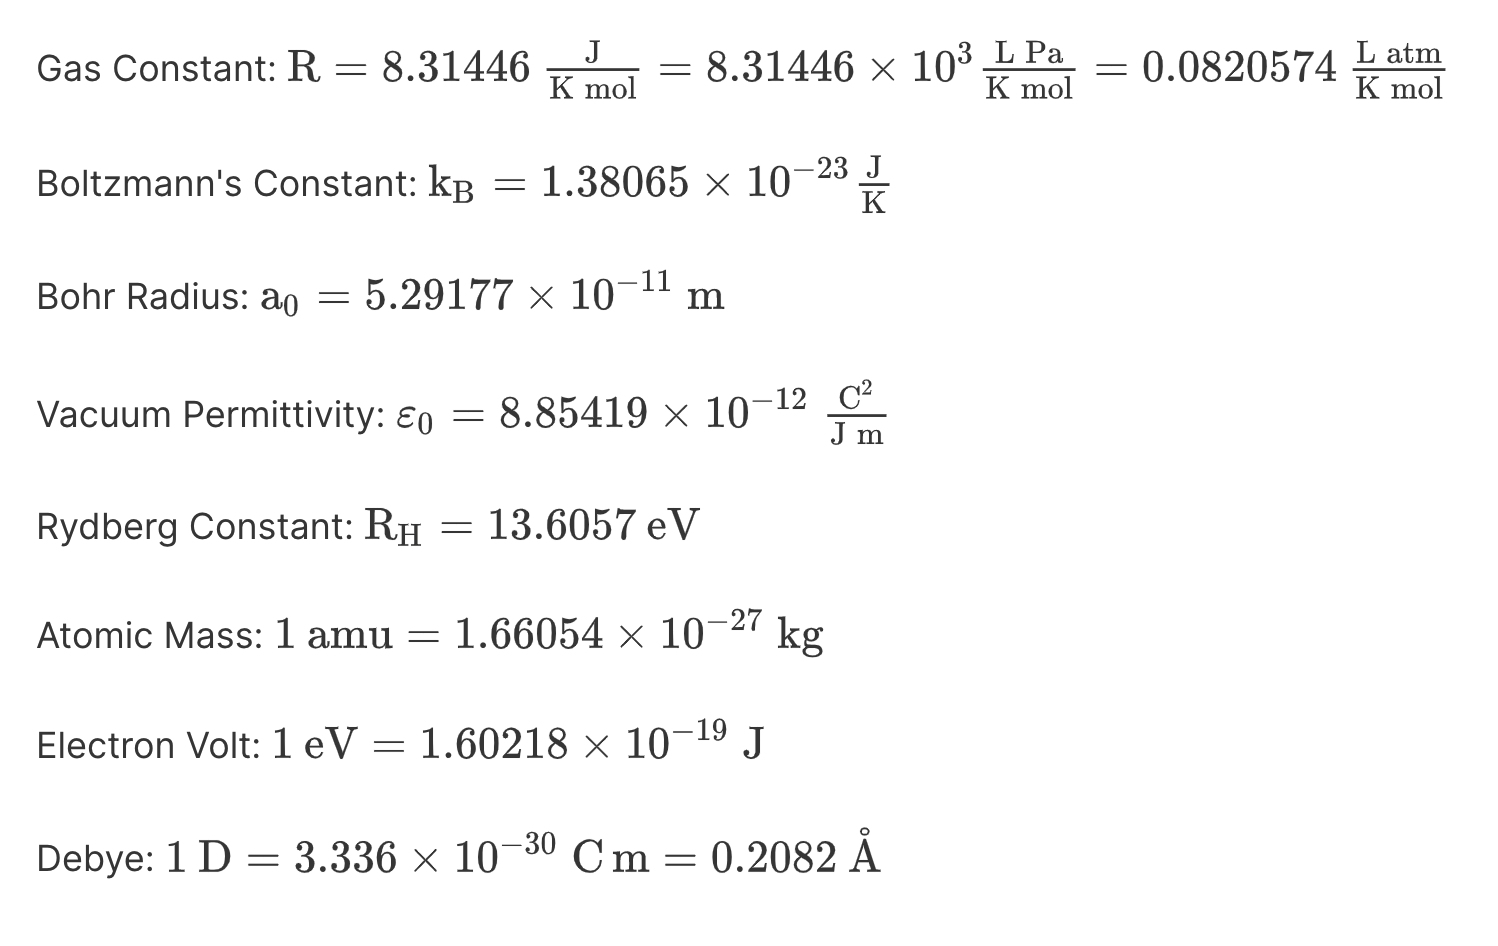 Gas Constant: R = 8.31446 J/(K mol) = 8.31446 × 10³ (L Pa)/(K mol) = 0.0820574 (L atm)/(K mol)
Boltzmann's Constant: k_B = 1.38065 × 10⁻²³ J/K
Bohr Radius: a₀ = 5.29177 × 10⁻¹¹ m
Vacuum Permittivity: ε₀ = 8.85419 × 10⁻¹² C²/(J m)
Rydberg Constant: R_H = 13.6057 eV
Atomic Mass: 1 amu = 1.66054 × 10⁻²⁷ kg
Electron Volt: 1 eV = 1.60218 × 10⁻¹⁹ J
Debye: 1 D = 3.336 × 10⁻³⁰ C m = 0.2082 Å